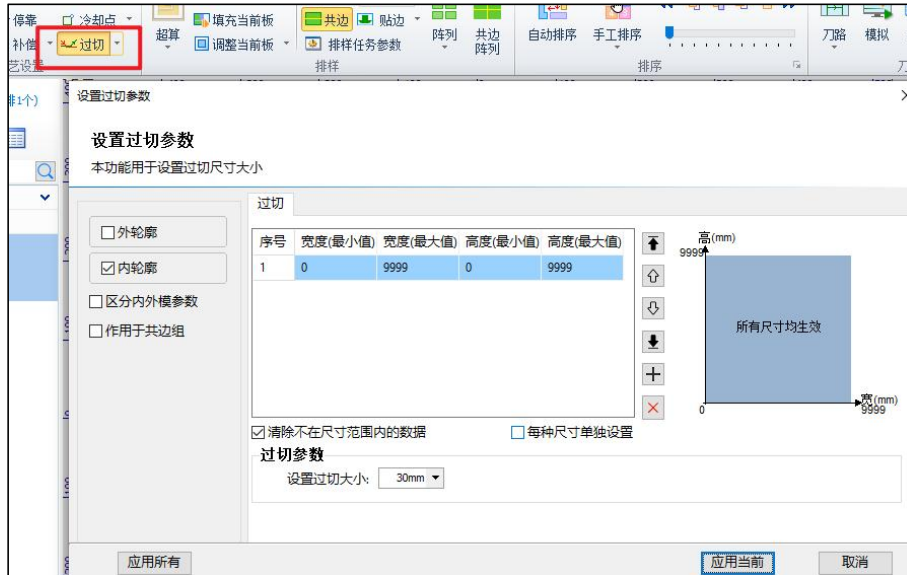 停靠 冷却点 填充当前板 共边 贴边
补偿 过切 超算 调整当前板 排样任务参数 阵列 共边阵列 自动排序 手工排序 刀路 模拟
艺设置 排样 排序
排1个)
设置过切参数
设置过切参数
本功能用于设置过切尺寸大小
过切
外轮廓
内轮廓
区分内外模参数
作用于共边组
序号 宽度(最小值) 宽度(最大值) 高度(最小值) 高度(最大值)
1 0 9999 0 9999
高(mm)
9999
所有尺寸均生效
0
宽(mm)
9999
清除不在尺寸范围内的数据 每种尺寸单独设置
过切参数
设置过切大小: 30mm
应用所有 应用当前 取消